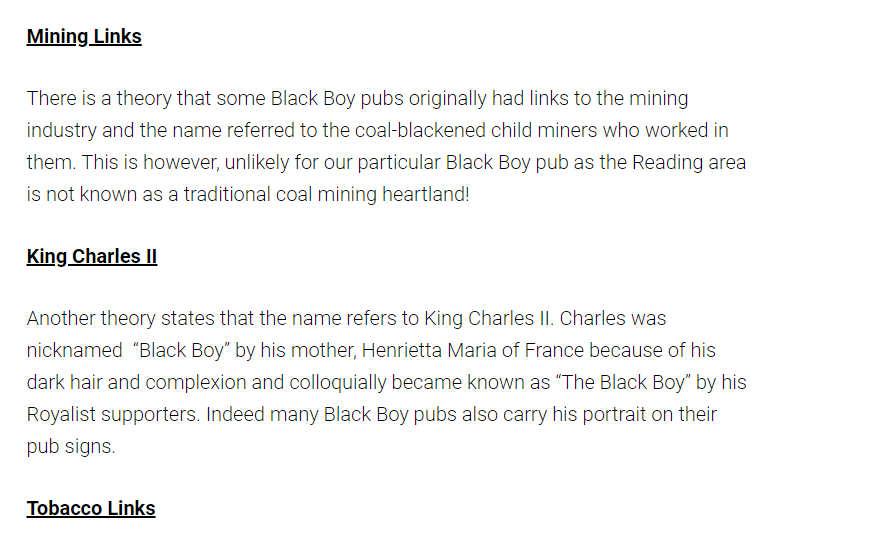 Mining Links
There is a theory that some Black Boy pubs originally had links to the mining
industry and the name referred to the coal-blackened child miners who worked in
them. This is however, unlikely for our particular Black Boy pub as the Reading area
is not known as a traditional coal mining heartland!
King Charles II
Another theory states that the name refers to King Charles II. Charles was
nicknamed  “Black Boy” by his mother, Henrietta Maria of France because of his
dark hair and complexion and colloquially became known as “The Black Boy” by his
Royalist supporters. Indeed many Black Boy pubs also carry his portrait on their
pub signs.
Tobacco Links